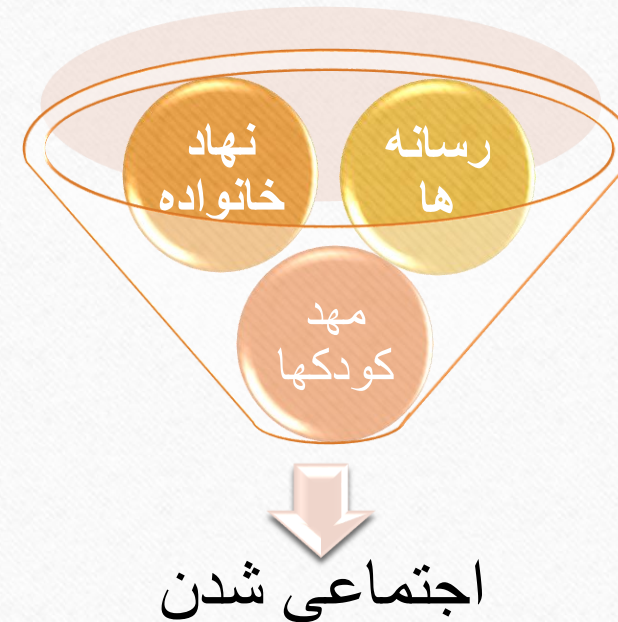 رسانه
ها
نهاد
خانواده
مهد
کودکها
اجتماعی شدن